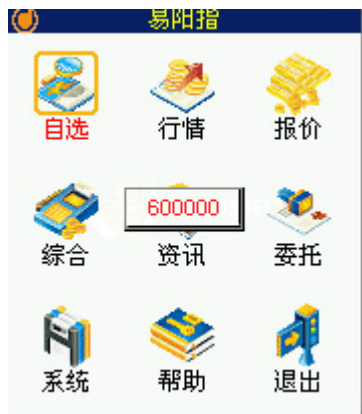 易阳指
自选 行情 报价
600000
综合 资讯 委托
系统 帮助 退出